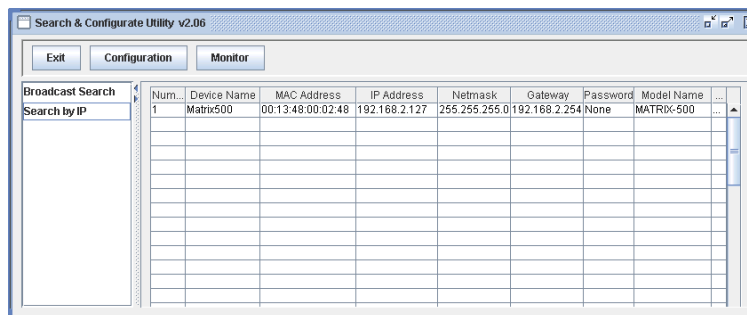 Search & Configurate Utility v2.06
Exit Configuration Monitor
Broadcast Search
Search by IP
Num... Device Name MAC Address IP Address Netmask Gateway Password Model Name ...
1 Matrix500 00:13:48:00:02:48 192.168.2.127 255.255.255.0 192.168.2.254 None MATRIX-500 ...